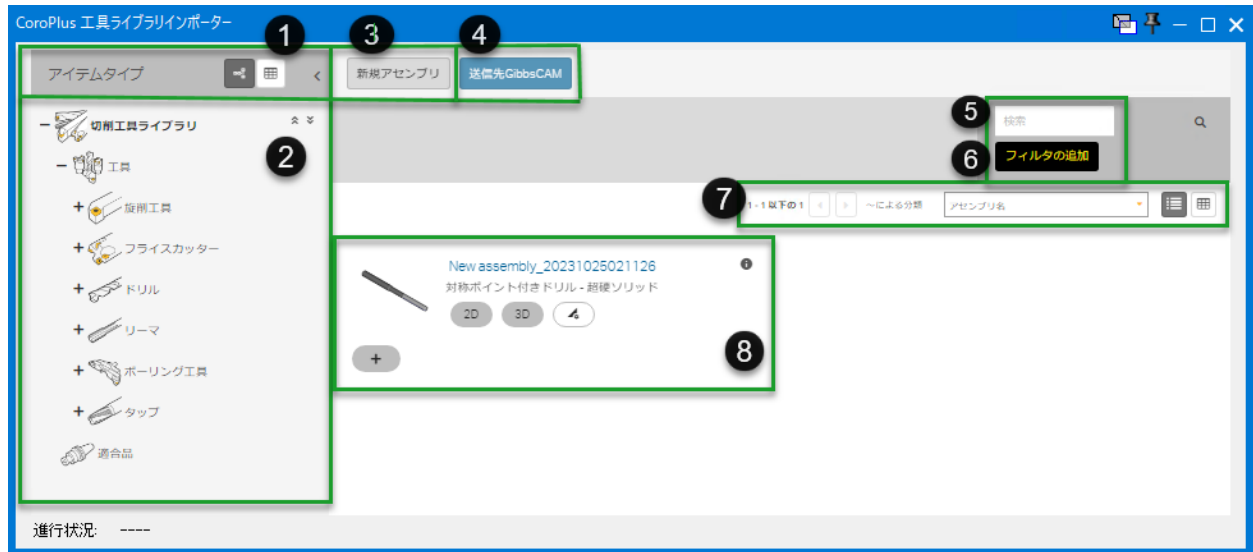 CoroPlus 工具ライブラリインポーター
1
3
4
アイテムタイプ
新規アセンブリ
送信先GibbsCAM
切削工具ライブラリ
2
工具
旋削工具
フライスカッター
ドリル
リーマ
ボーリング工具
タップ
適合品
5
検索
6
フィルタの追加
7
1 - 1 以下の 1
～による分類
アセンブリ名
New assembly_20231025021126
対称ポイント付きドリル - 超硬ソリッド
2D
3D
+
8
進行状況: ----